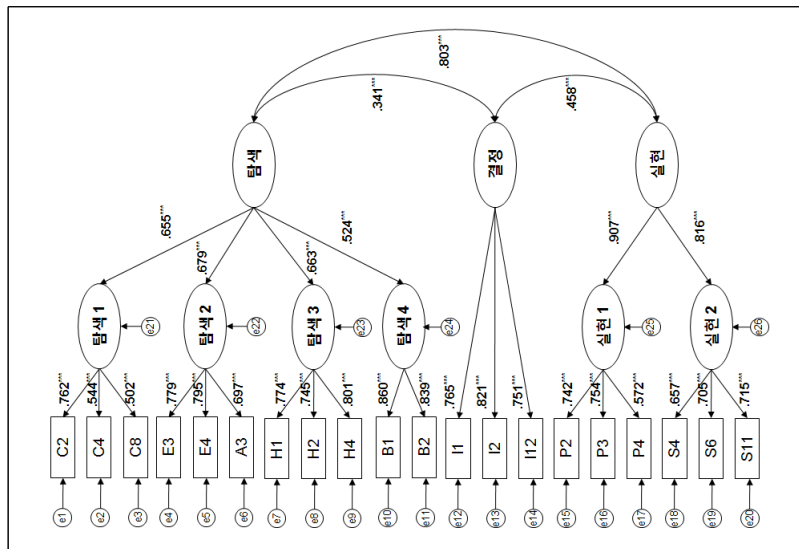 .803***
.341***
.458***
탐색
결정
실현
.655***
.679***
.663***
.524***
.907***
.816***
탐색 1
탐색 2
탐색 3
탐색 4
실현 1
실현 2
e21
e22
e23
e24
e25
e26
.762***
.544***
.502***
.779***
.795***
.697***
.774***
.745***
.801***
.860***
.839***
.765***
.821***
.751***
.742***
.754***
.572***
.657***
.705***
.715***
C2
C4
C8
E3
E4
A3
H1
H2
H4
B1
B2
I1
I2
I12
P2
P3
P4
S4
S6
S11
e1
e2
e3
e4
e5
e6
e7
e8
e9
e10
e11
e12
e13
e14
e15
e16
e17
e18
e19
e20